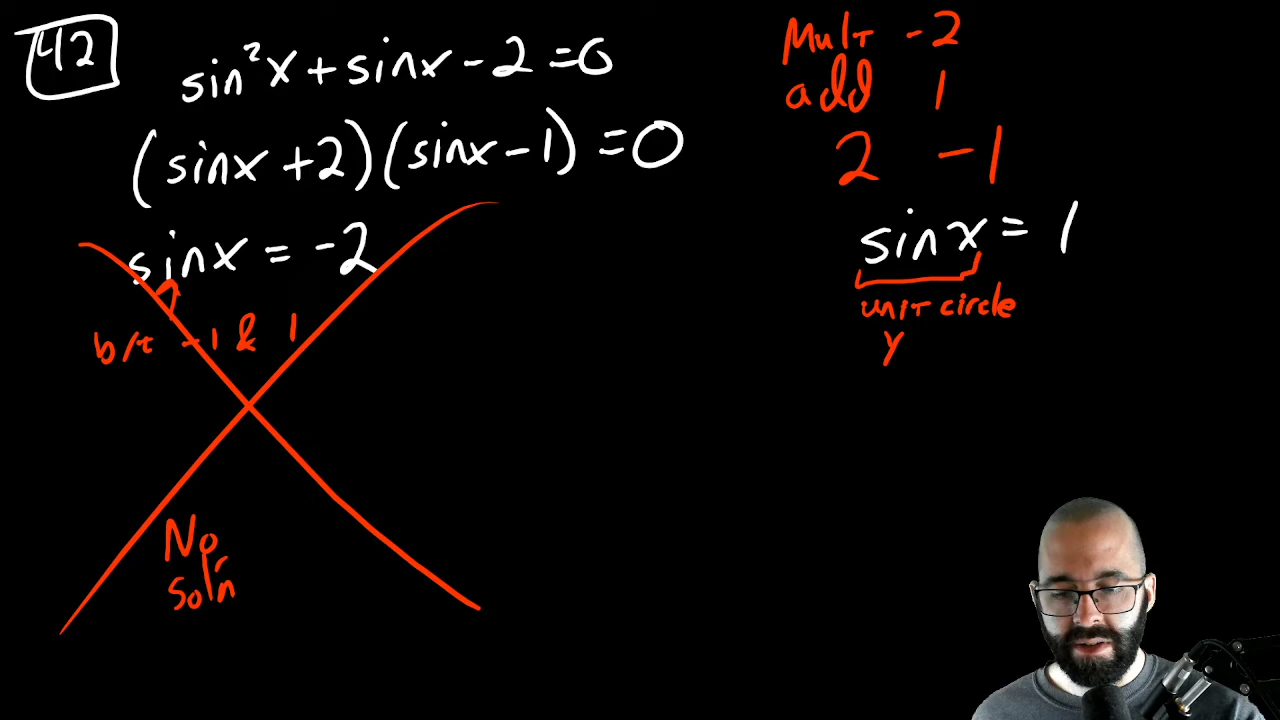 42
sin²x + sinx - 2 = 0
(sinx + 2)(sinx - 1) = 0
sinx = -2
b/t -1 & 1
No
Sol'n
Mult -2
add 1
2 -1
sinx = 1
unit circle
y